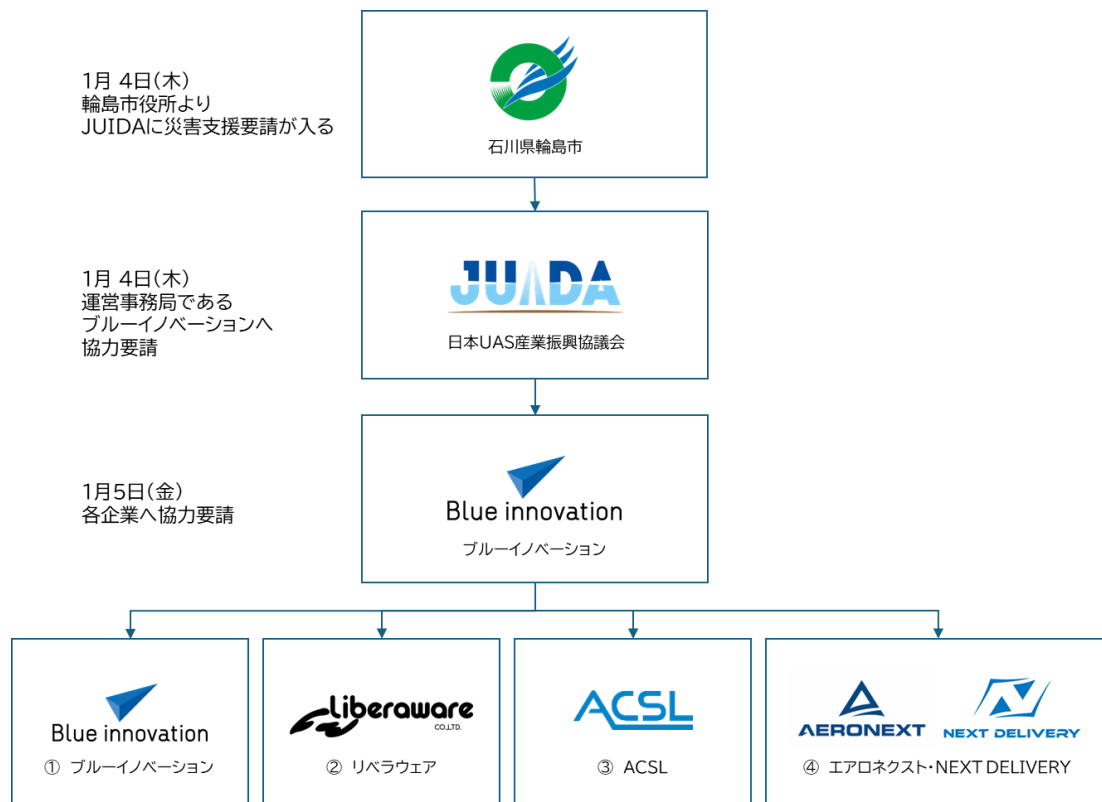 1月 4日(木)
輪島市役所より
JUIDAに災害支援要請が入る
石川県輪島市
1月 4日(木)
運営事務局である
ブルーイノベーションへ
協力要請
JUIDA
日本UAS産業振興協議会
1月5日(金)
各企業へ協力要請
Blue innovation
ブルーイノベーション
Blue innovation
① ブルーイノベーション
Liberaware
CO.,LTD.
② リベラウェア
ACSL
③ ACSL
AERONEXT
NEXT DELIVERY
④ エアロネクスト・NEXT DELIVERY